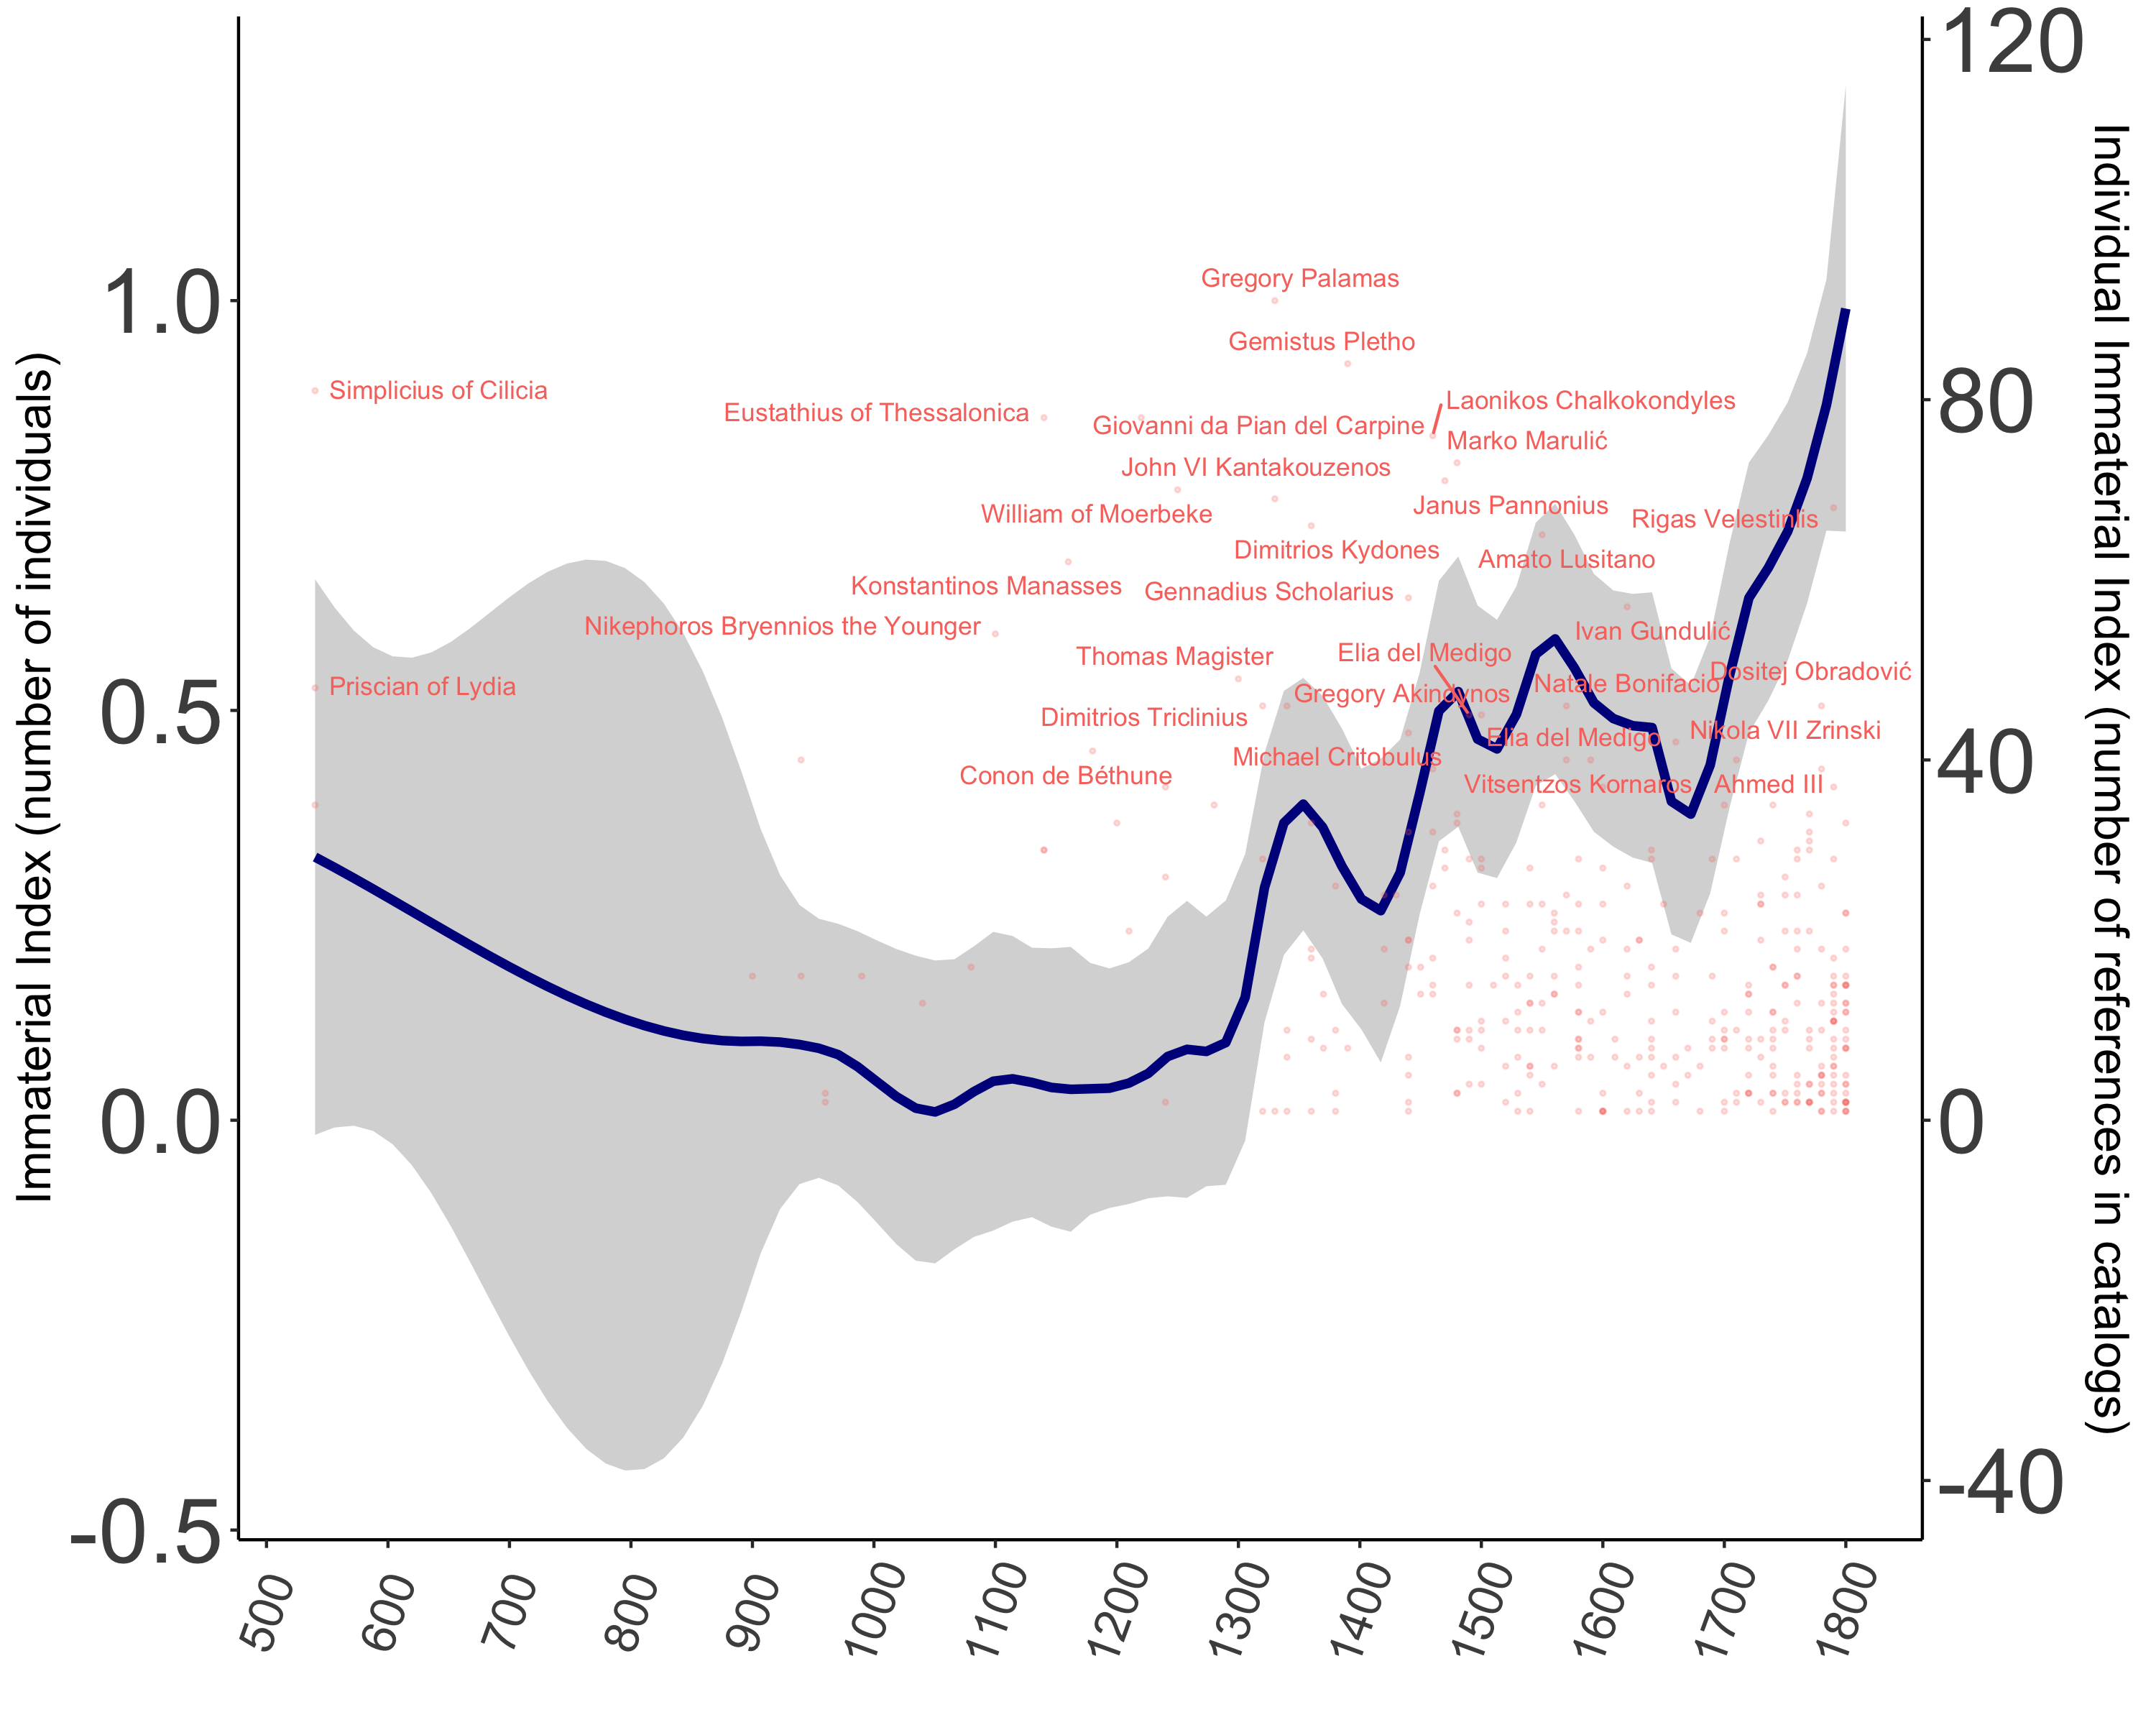 Immaterial Index (number of individuals)
1.0
0.5
0.0
-0.5
120
80
40
0
-40
Individual Immaterial Index (number of references in catalogs)
Gregory Palamas
Gemistus Pletho
Simplicius of Cilicia
Laonikos Chalkokondyles
Eustathius of Thessalonica
Giovanni da Pian del Carpine
Marko Marulić
John VI Kantakouzenos
Janus Pannonius
William of Moerbeke
Rigas Velestinlis
Dimitrios Kydones
Amato Lusitano
Konstantinos Manasses
Gennadius Scholarius
Nikephoros Bryennios the Younger
Ivan Gundulić
Elia del Medigo
Thomas Magister
Dositej Obradović
Priscian of Lydia
Gregory Akindynos
Natale Bonifacio
Dimitrios Triclinius
Nikola VII Zrinski
Elia del Medigo
Michael Critobulus
Conon de Béthune
Vitsentzos Kornaros
Ahmed III
500
600
700
800
900
1000
1100
1200
1300
1400
1500
1600
1700
1800